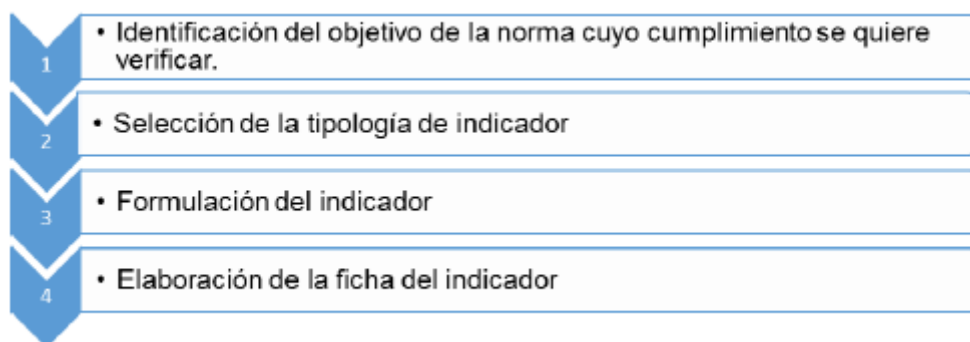 1
• Identificación del objetivo de la norma cuyo cumplimiento se quiere
verificar.
2
• Selección de la tipología de indicador
3
• Formulación del indicador
4
• Elaboración de la ficha del indicador